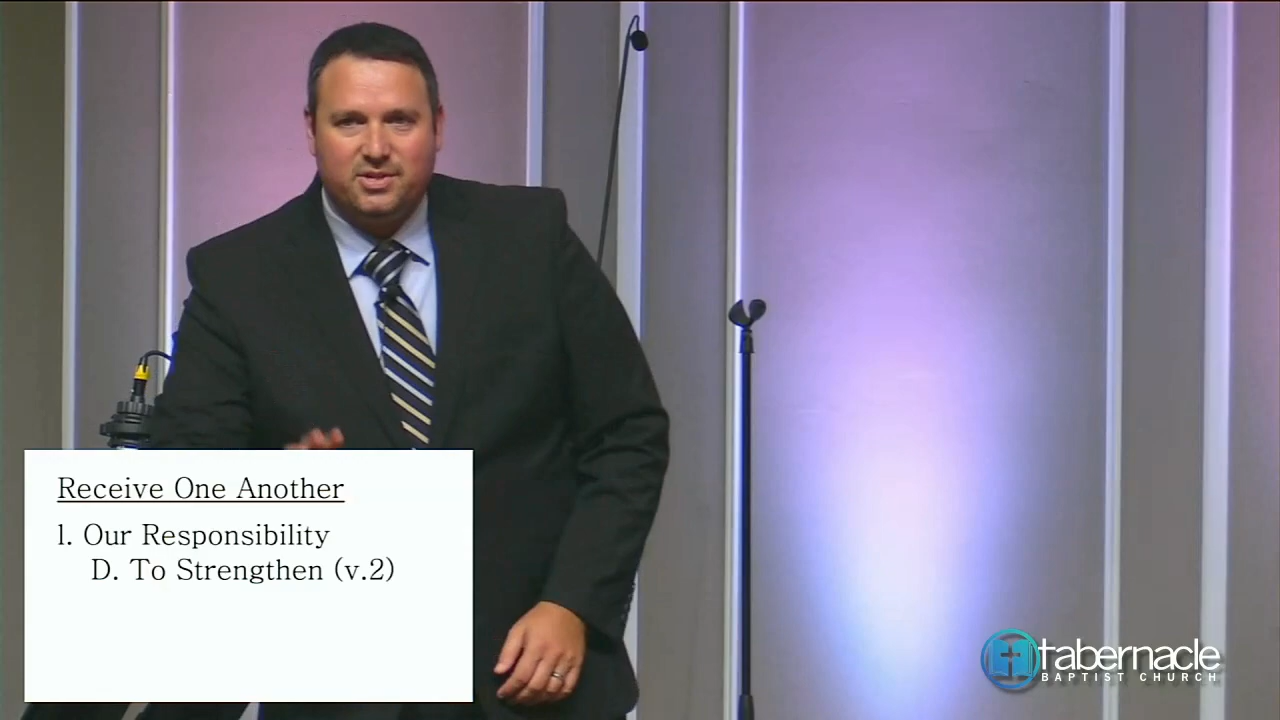 Receive One Another
l. Our Responsibility
D. To Strengthen (v.2)
tabernacle
BAPTIST CHURCH